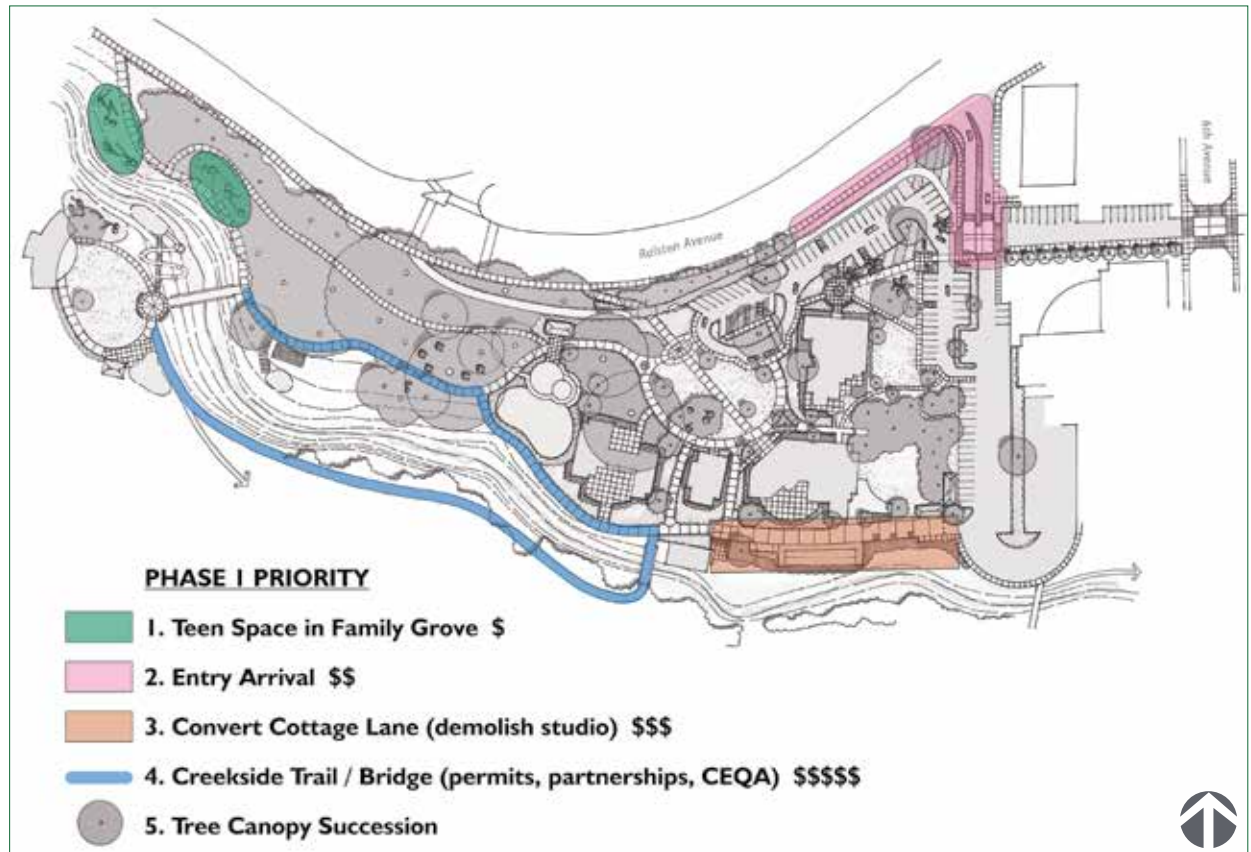 6th Avenue
Ralston Avenue
PHASE I PRIORITY
1. Teen Space in Family Grove $
2. Entry Arrival $$
3. Convert Cottage Lane (demolish studio) $$$
4. Creekside Trail / Bridge (permits, partnerships, CEQA) $$$$$
5. Tree Canopy Succession